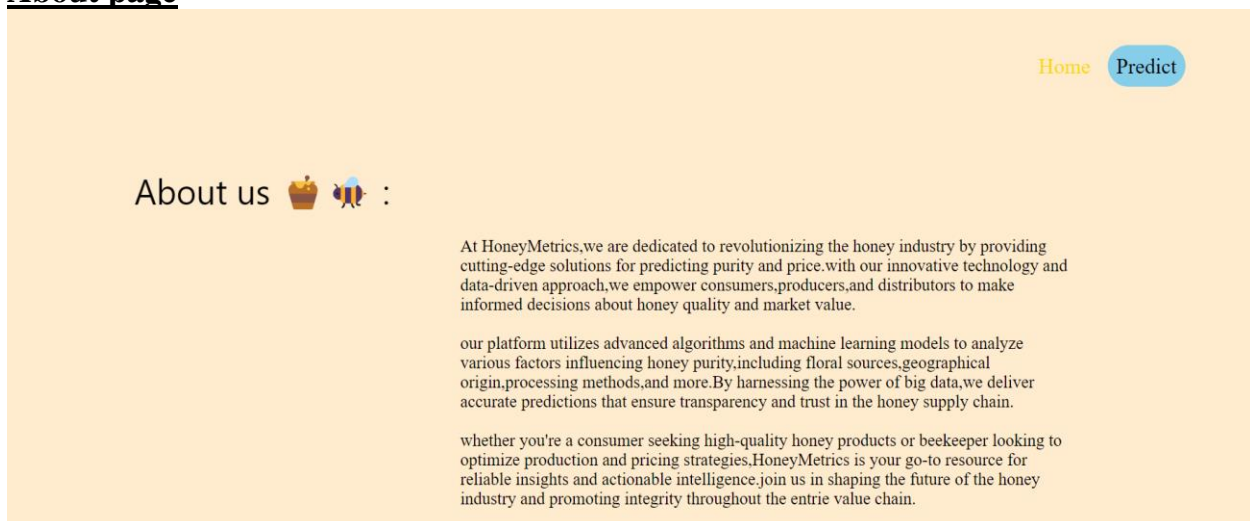 About page
Home Predict
About us :
At HoneyMetrics,we are dedicated to revolutionizing the honey industry by providing
cutting-edge solutions for predicting purity and price.with our innovative technology and
data-driven approach,we empower consumers,producers,and distributors to make
informed decisions about honey quality and market value.
our platform utilizes advanced algorithms and machine learning models to analyze
various factors influencing honey purity,including floral sources,geographical
origin,processing methods,and more.By harnessing the power of big data,we deliver
accurate predictions that ensure transparency and trust in the honey supply chain.
whether you're a consumer seeking high-quality honey products or beekeeper looking to
optimize production and pricing strategies,HoneyMetrics is your go-to resource for
reliable insights and actionable intelligence.join us in shaping the future of the honey
industry and promoting integrity throughout the entrie value chain.